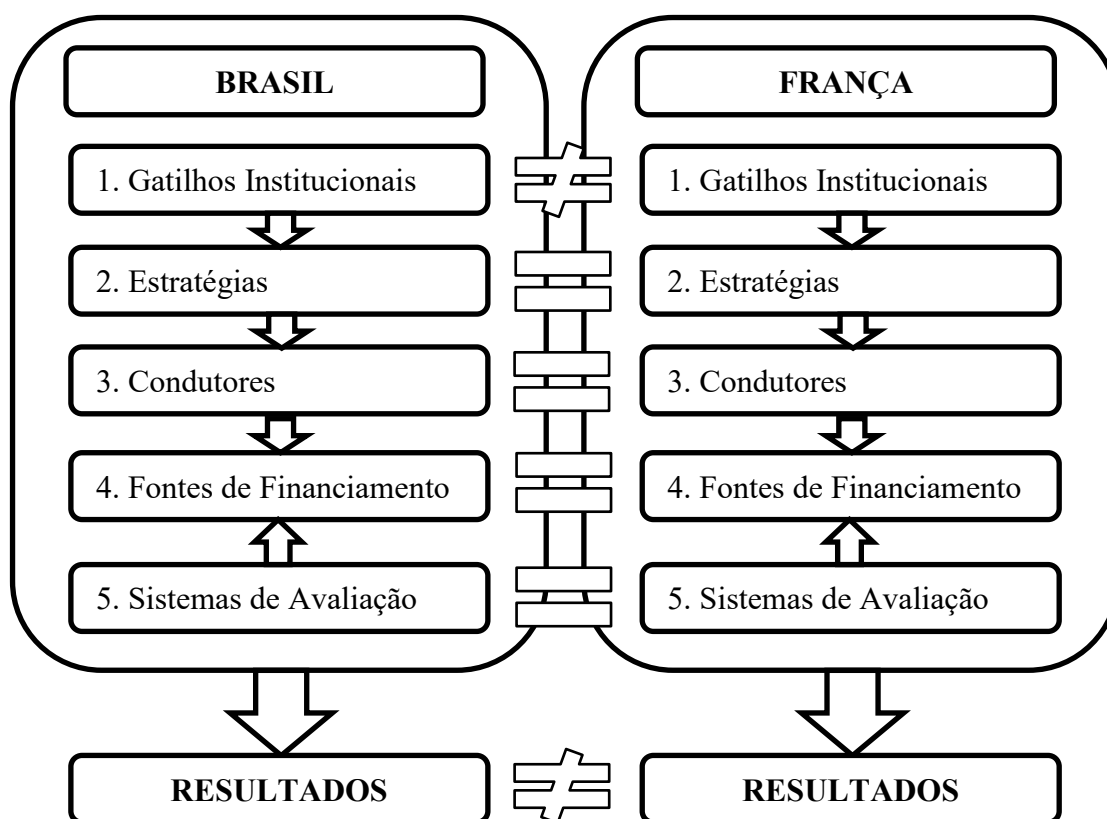 BRASIL
1. Gatilhos Institucionais
2. Estratégias
3. Condutores
4. Fontes de Financiamento
5. Sistemas de Avaliação
RESULTADOS
FRANÇA
1. Gatilhos Institucionais
2. Estratégias
3. Condutores
4. Fontes de Financiamento
5. Sistemas de Avaliação
RESULTADOS